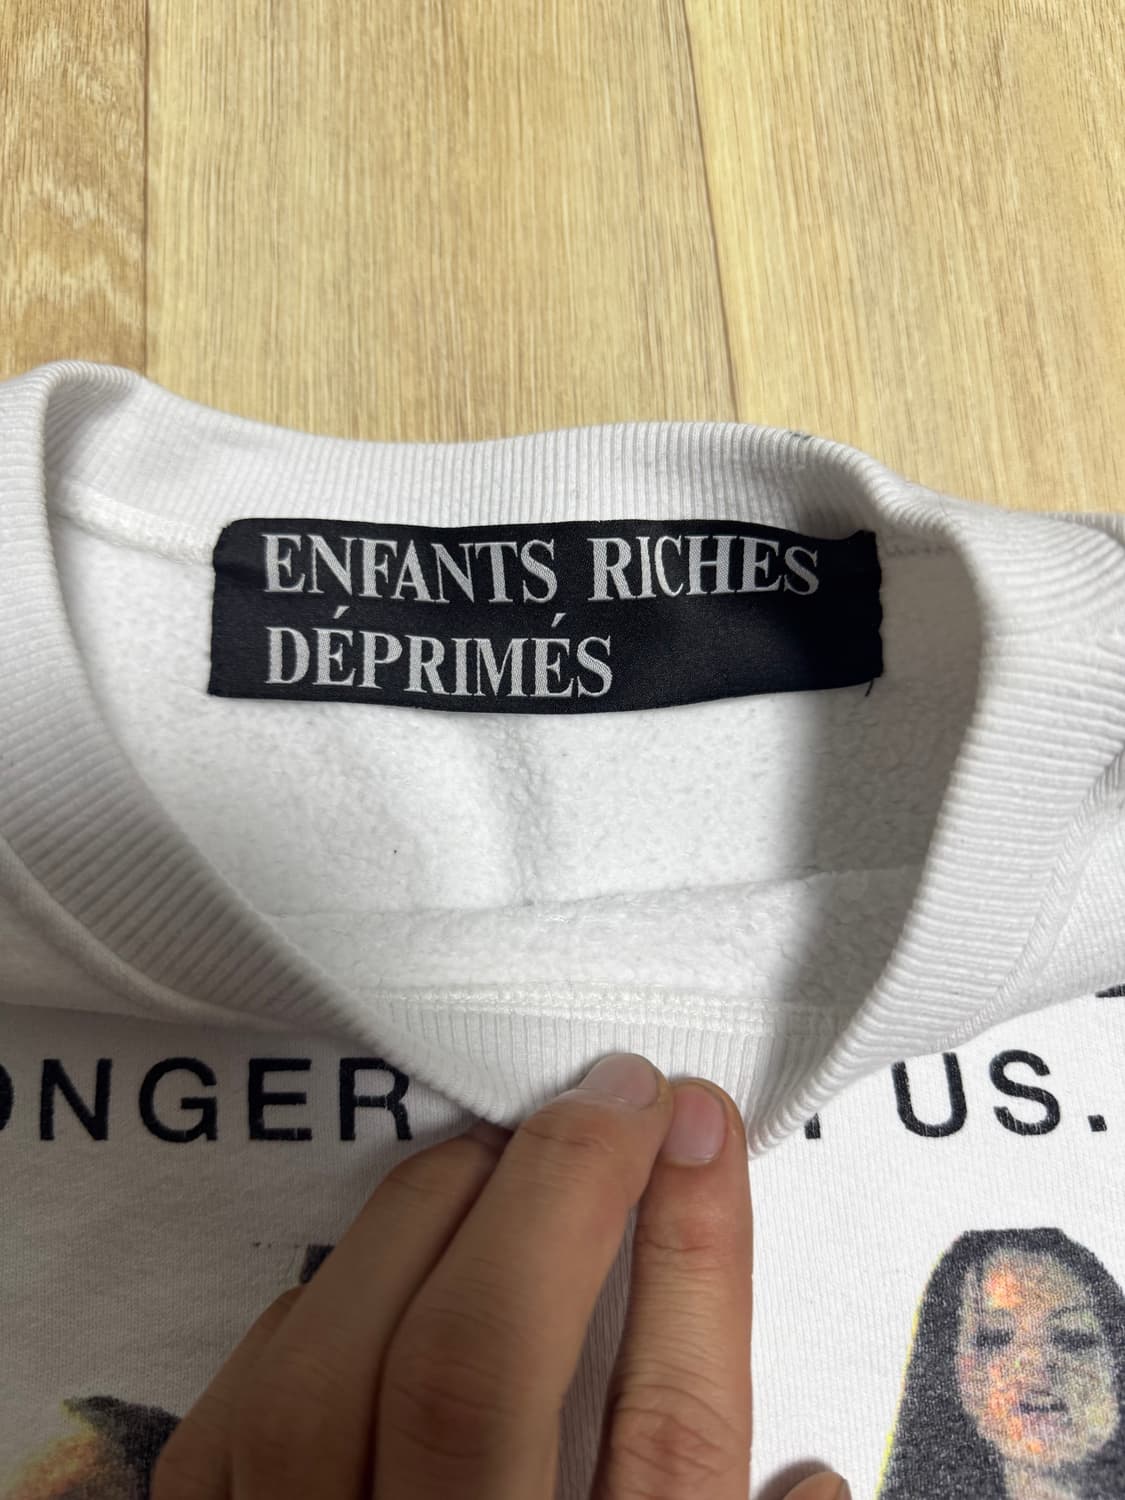 ENFANTS RICHES
DÉPRIMÉS
ONGER US.